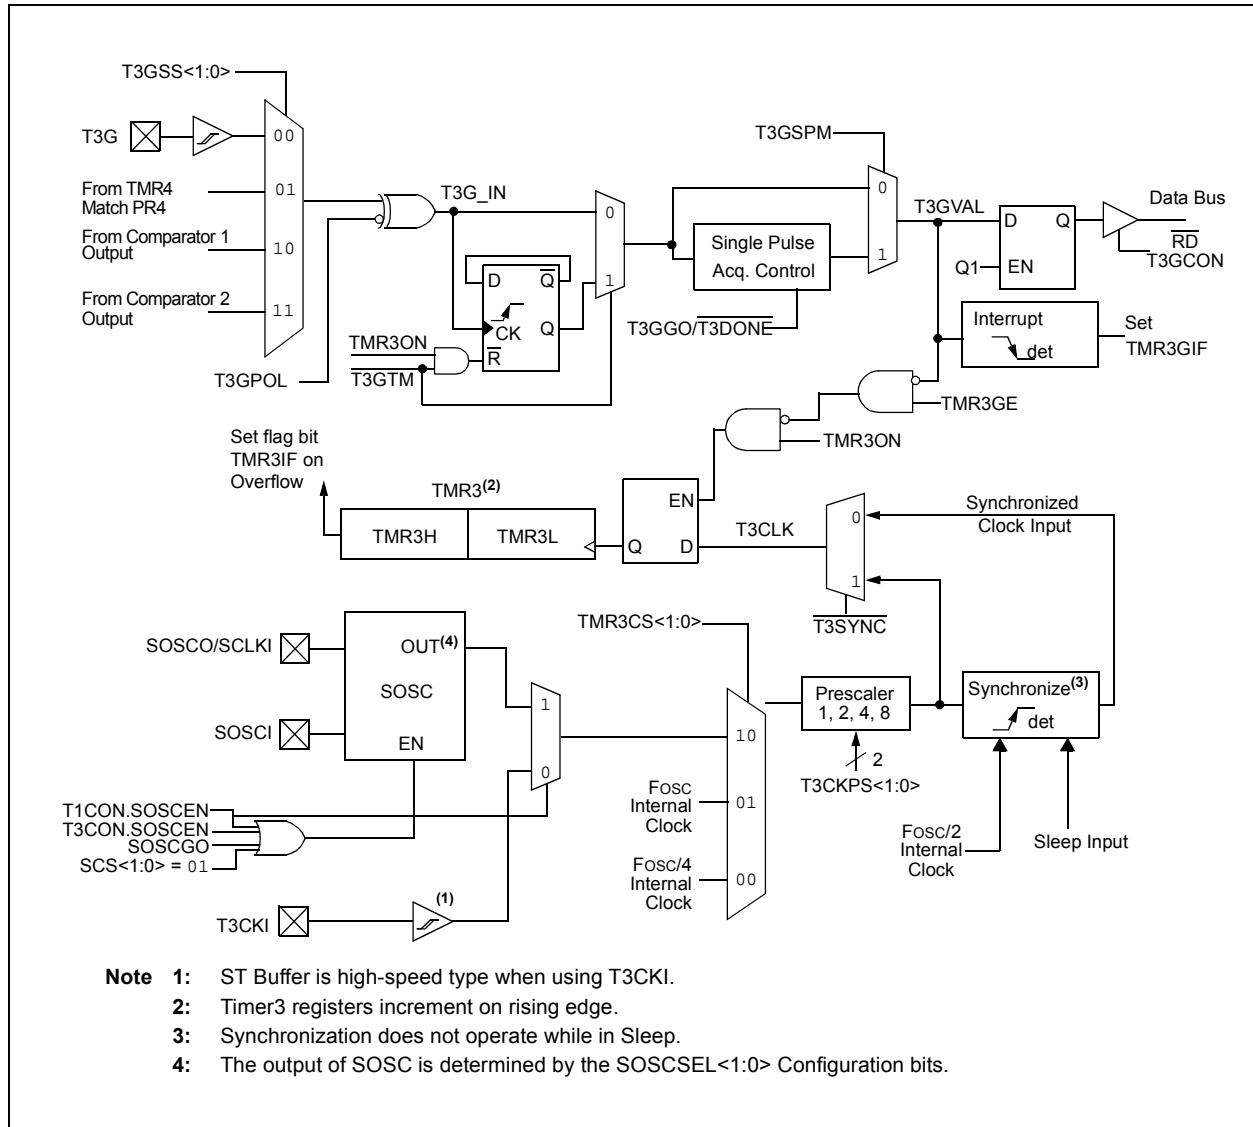 T3GSS<1:0>
T3G
00
From TMR4
Match PR4
01
From Comparator 1
Output
10
From Comparator 2
Output
11
T3GPOL
T3G_IN
0
1
D
Q
CK
Q
R
TMR3ON
T3GTM
T3GSPM
0
1
Single Pulse
Acq. Control
T3GGO/T3DONE
T3GVAL
D
Q
Q1
EN
Data Bus
RD
T3GCON
Interrupt
det
Set
TMR3GIF
TMR3GE
TMR3ON
Set flag bit
TMR3IF on
Overflow
TMR3(2)
TMR3H
TMR3L
EN
Q
D
T3CLK
0
1
T3SYNC
Synchronized
Clock Input
SOSCO/SCLKI
OUT(4)
SOSC
SOSCI
EN
1
0
T1CON.SOSCEN
T3CON.SOSCEN
SOSCGO
SCS<1:0> = 01
T3CKI
(1)
TMR3CS<1:0>
10
FOSC
Internal
Clock
01
FOSC/4
Internal
Clock
00
Prescaler
1, 2, 4, 8
2
T3CKPS<1:0>
Synchronize(3)
det
FOSC/2
Internal
Clock
Sleep Input
Note 1: ST Buffer is high-speed type when using T3CKI.
2: Timer3 registers increment on rising edge.
3: Synchronization does not operate while in Sleep.
4: The output of SOSC is determined by the SOSCSEL<1:0> Configuration bits.